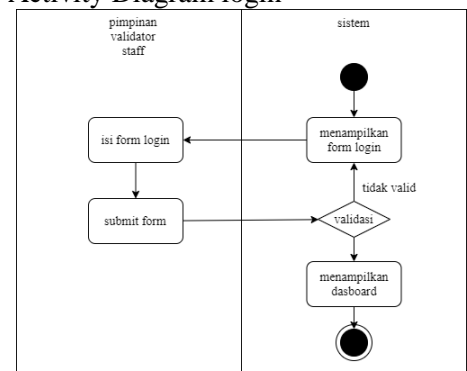 Activity Diagram login
pimpinan
validator
staff
sistem
isi form login
menampilkan
form login
tidak valid
submit form
validasi
menampilkan
dasboard